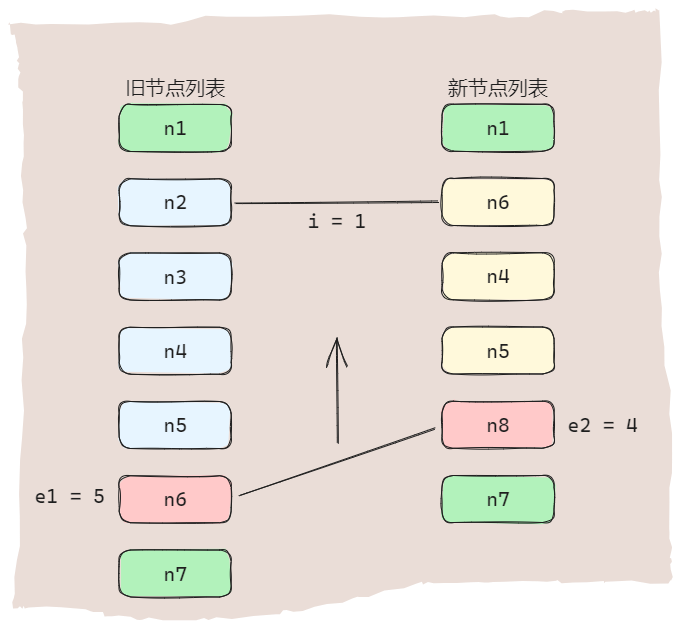 旧节点列表 新节点列表
n1 n1
n2 n6
i = 1
n3 n4
n4 n5
n5 n8 e2 = 4
e1 = 5 n6 n7
n7